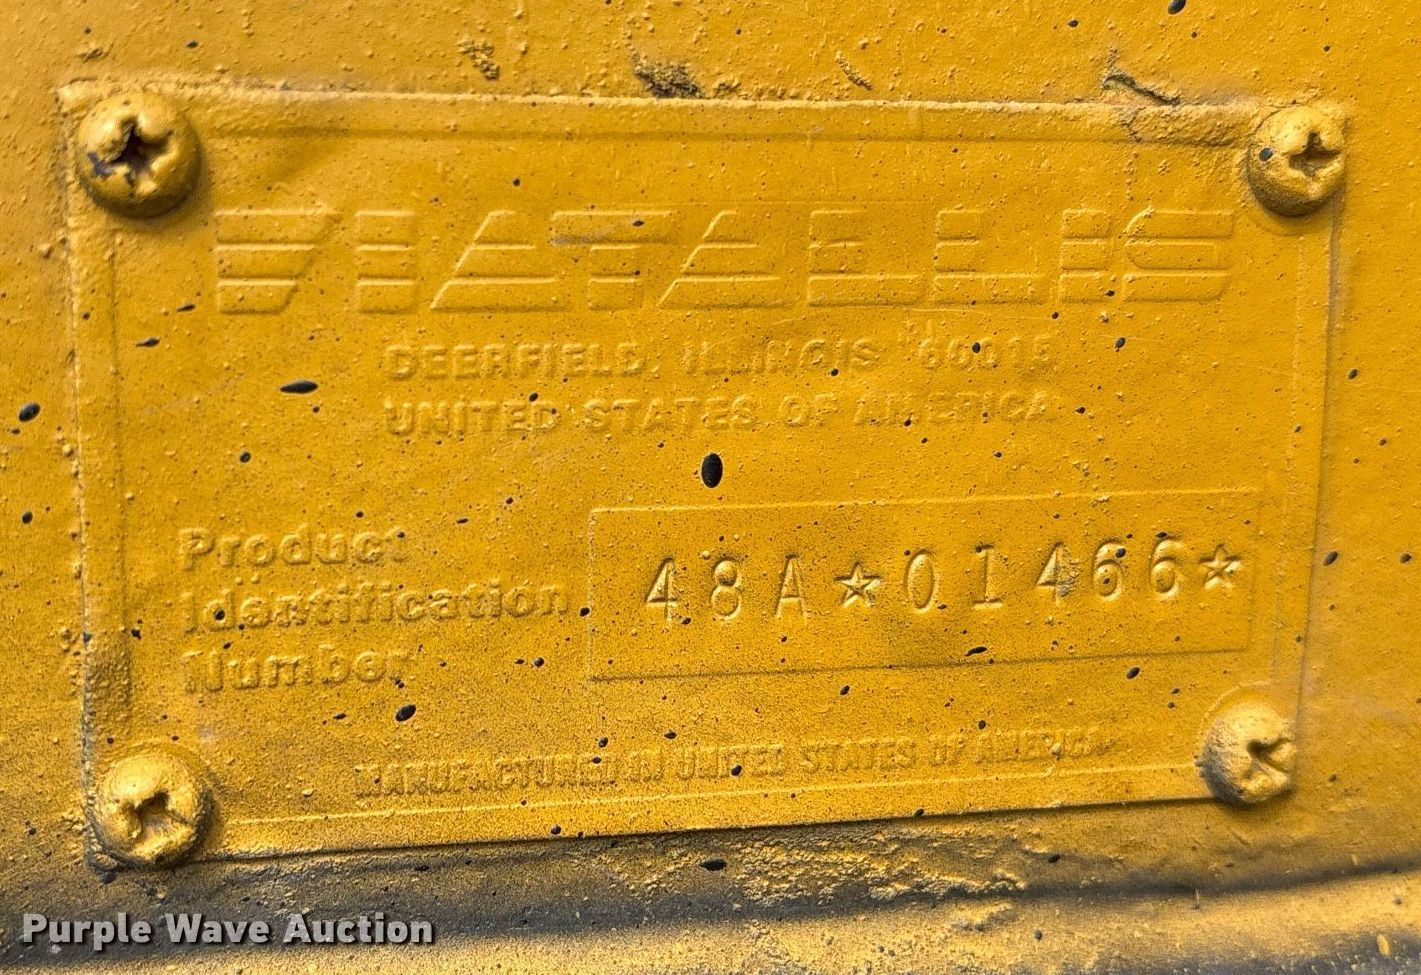 FIATALLIS
DEERFIELD, ILLINOIS 60015
UNITED STATES OF AMERICA
Product
Identification
Number
48A★01466★
MANUFACTURED IN UNITED STATES OF AMERICA
Purple Wave Auction